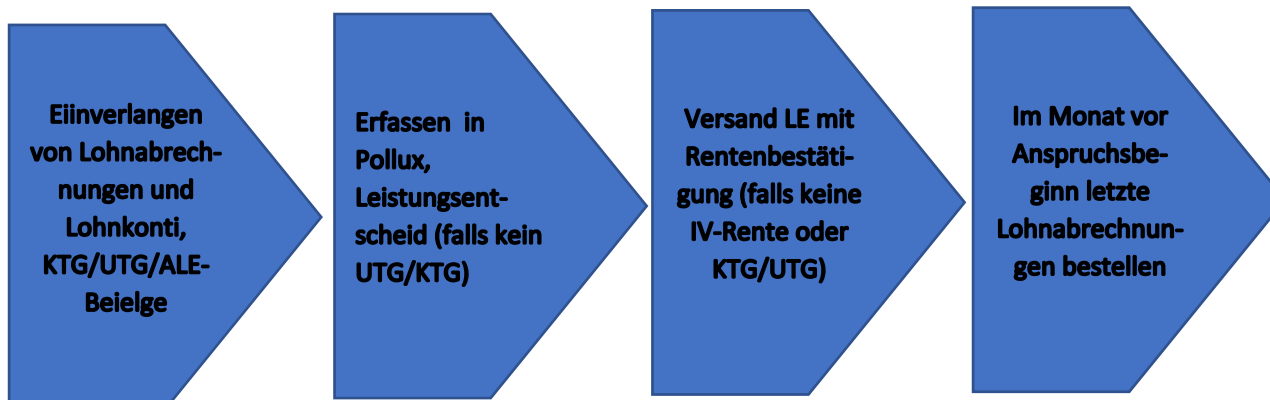 Eiinverlangen
von Lohnabrech-
nungen und
Lohnkonti,
KTG/UTG/ALE-
Beielge
Erfassen in
Pollux,
Leistungsent-
scheid (falls kein
UTG/KTG)
Versand LE mit
Rentenbestäti-
gung (falls keine
IV-Rente oder
KTG/UTG)
Im Monat vor
Anspruchsbe-
ginn letzte
Lohnabrechnun-
gen bestellen